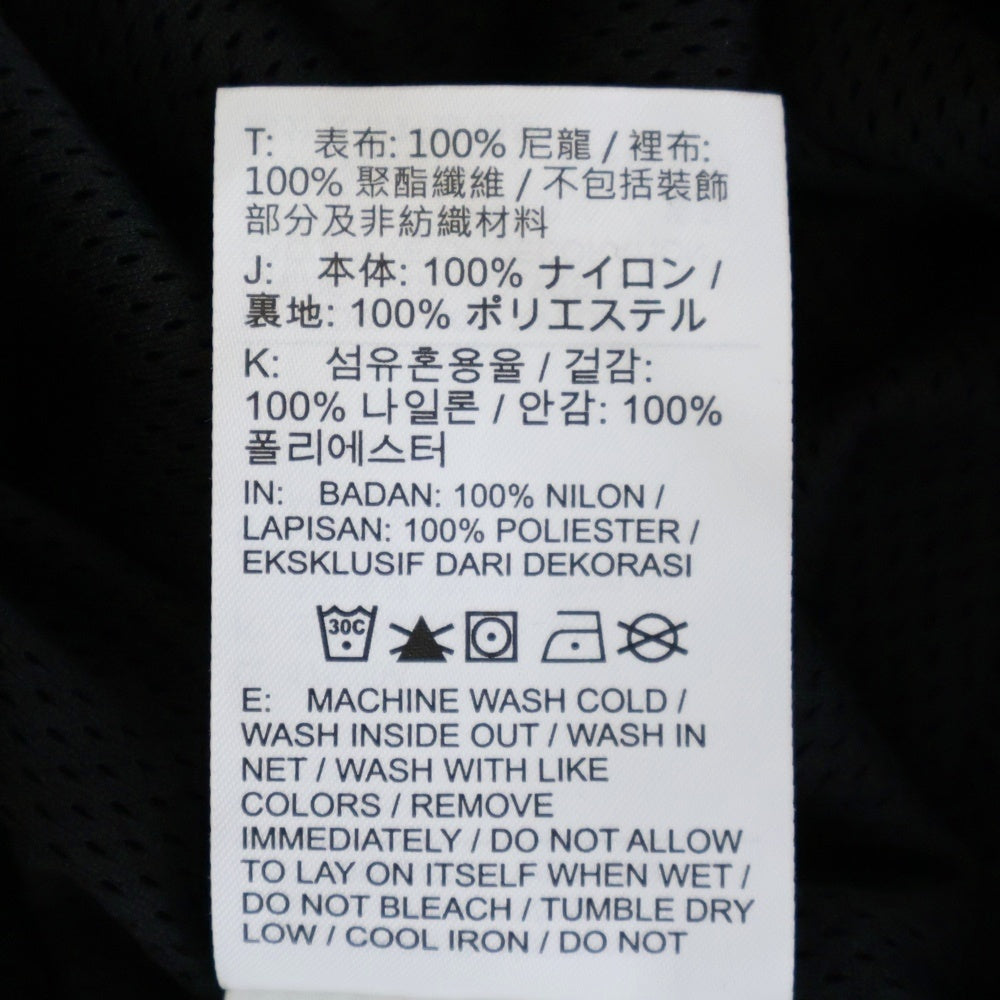 T: 表布: 100% 尼龍 / 裡布:
100% 聚酯纖維 / 不包括裝飾
部分及非紡織材料
J: 本体: 100% ナイロン /
裏地: 100% ポリエステル
K: 섬유혼용율 / 겉감:
100% 나일론 / 안감: 100%
폴리에스터
IN: BADAN: 100% NILON /
LAPISAN: 100% POLIESTER /
EKSKLUSIF DARI DEKORASI
30C
E: MACHINE WASH COLD /
WASH INSIDE OUT / WASH IN
NET / WASH WITH LIKE
COLORS / REMOVE
IMMEDIATELY / DO NOT ALLOW
TO LAY ON ITSELF WHEN WET /
DO NOT BLEACH / TUMBLE DRY
LOW / COOL IRON / DO NOT